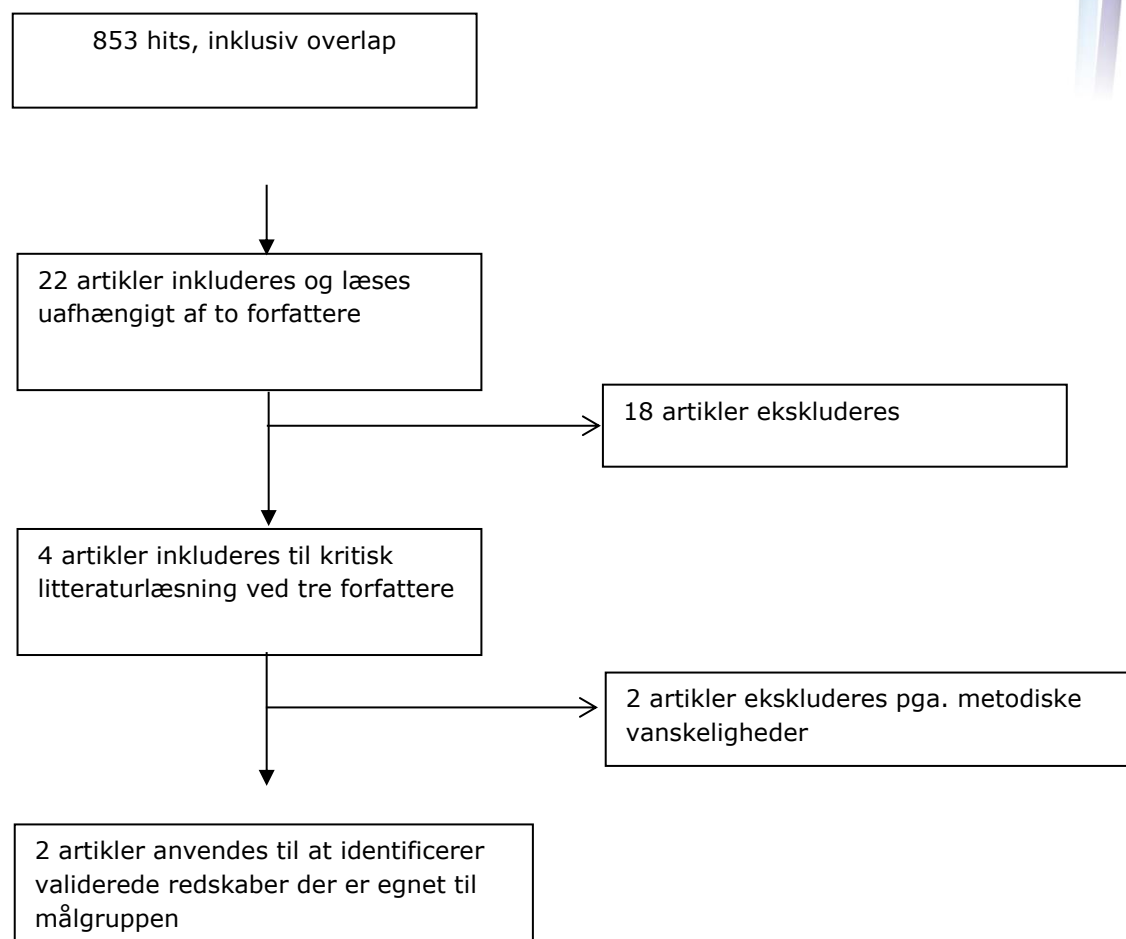 853 hits, inklusiv overlap
22 artikler inkluderes og læses
uafhængigt af to forfattere
18 artikler ekskluderes
4 artikler inkluderes til kritisk
litteraturlæsning ved tre forfattere
2 artikler ekskluderes pga. metodiske
vanskeligheder
2 artikler anvendes til at identificerer
validerede redskaber der er egnet til
målgruppen